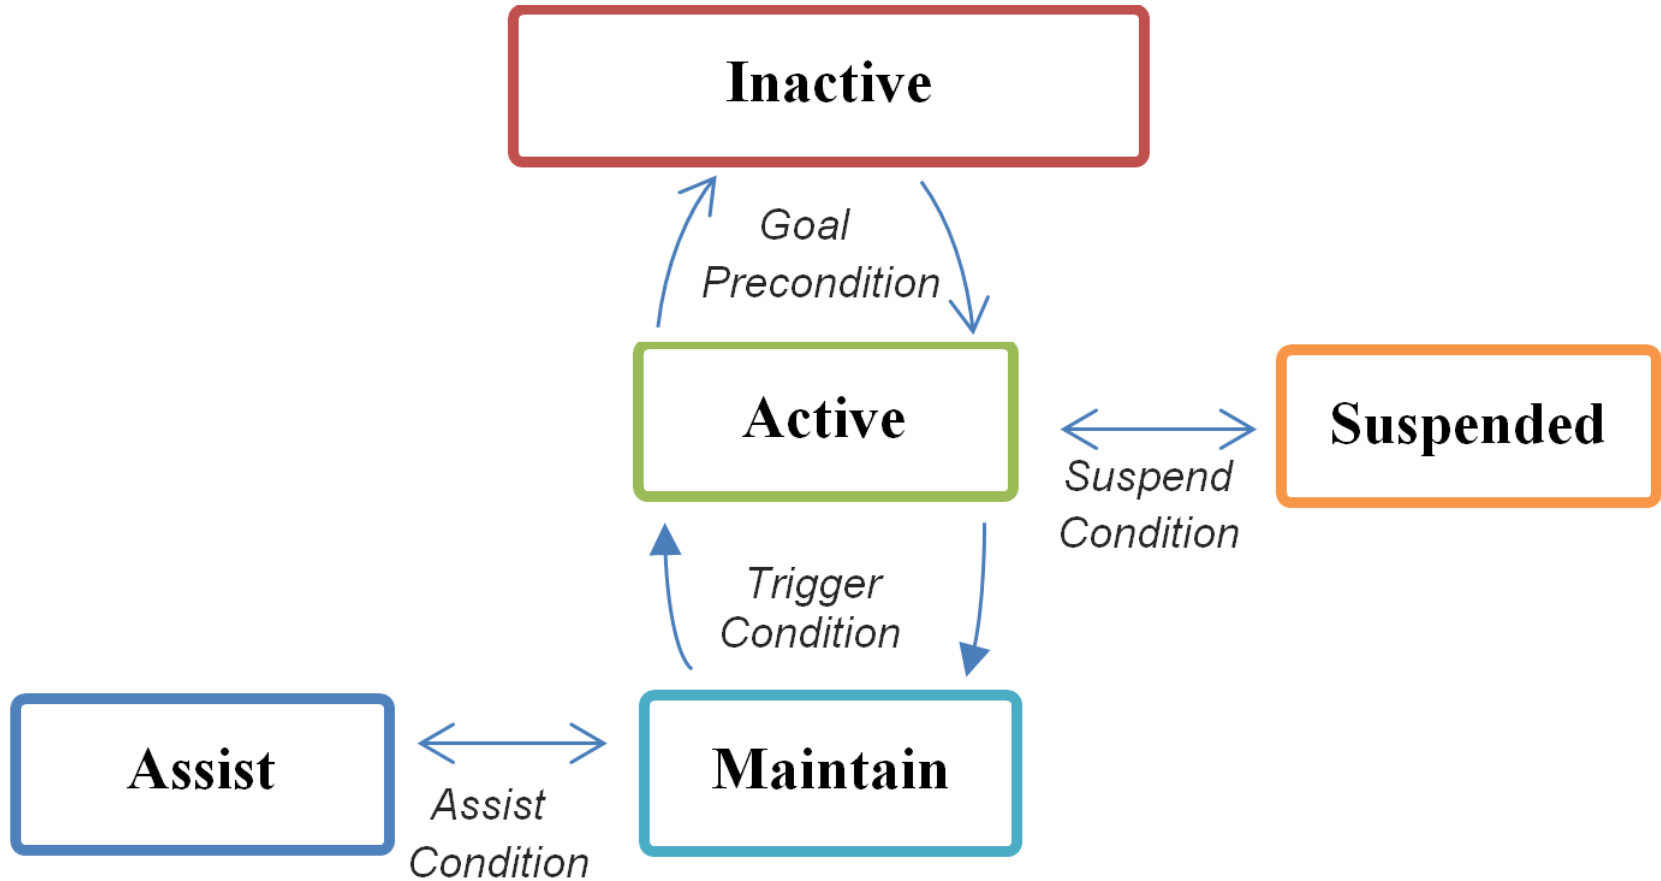 Inactive
Goal
Precondition
Active
Suspended
Suspend
Condition
Trigger
Condition
Assist
Maintain
Assist
Condition